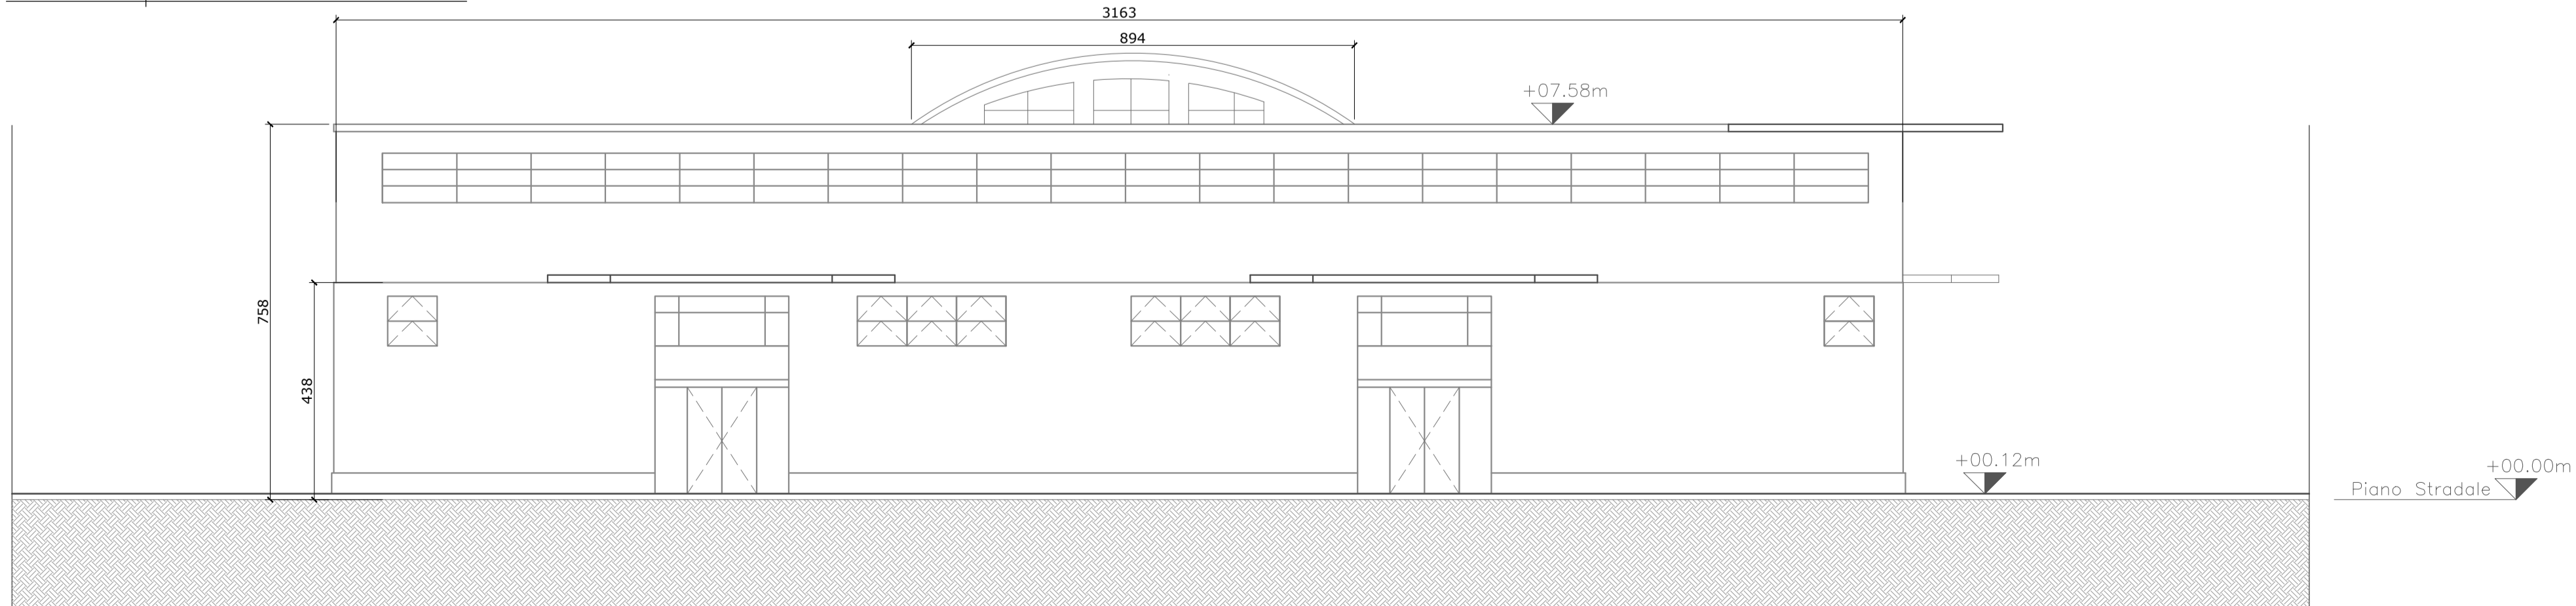 3163
894
+07.58m
758
438
+00.12m
+00.00m
Piano Stradale